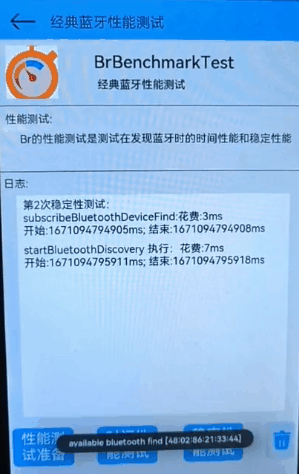 经典蓝牙性能测试
BrBenchmarkTest
经典蓝牙性能测试
性能测试:
Br的性能测试是测试在发现蓝牙时的时间性能和稳定性能
日志:
第2次稳定性测试:
subscribeBluetoothDeviceFind:花费:3ms
开始:1671094794905ms; 结束:1671094794908ms
startBluetoothDiscovery 执行: 花费:7ms
开始:1671094795911ms; 结束:1671094795918ms
性能测
试准备
能测试
能测试
available bluetooth find [48:02:86:21:33:44]